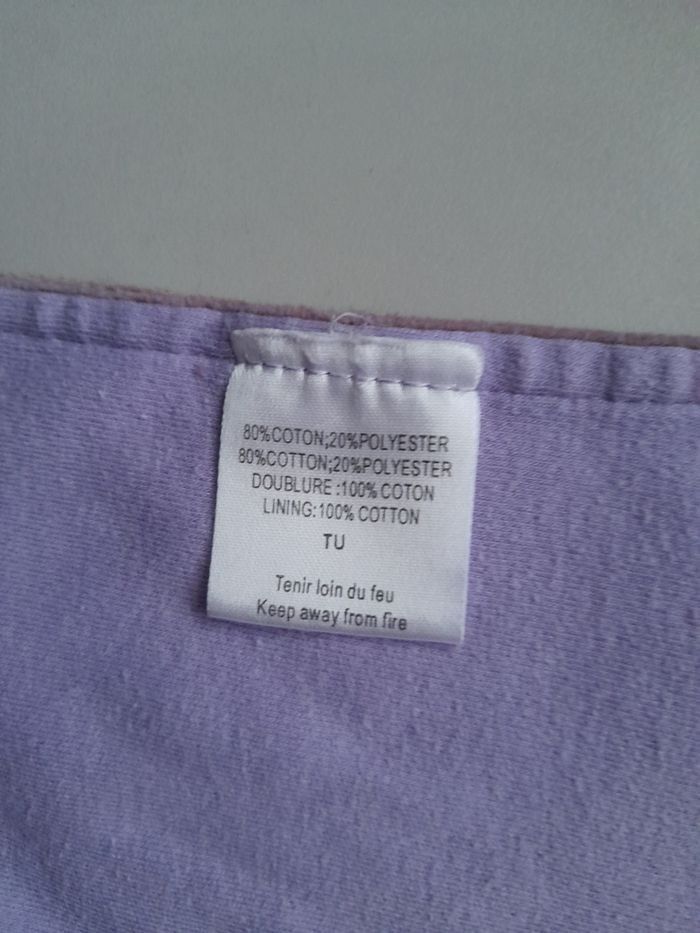 80%COTON;20%POLYESTER
80%COTTON;20%POLYESTER
DOUBLURE:100% COTON
LINING:100% COTTON
TU
Tenir loin du feu
Keep away from fire